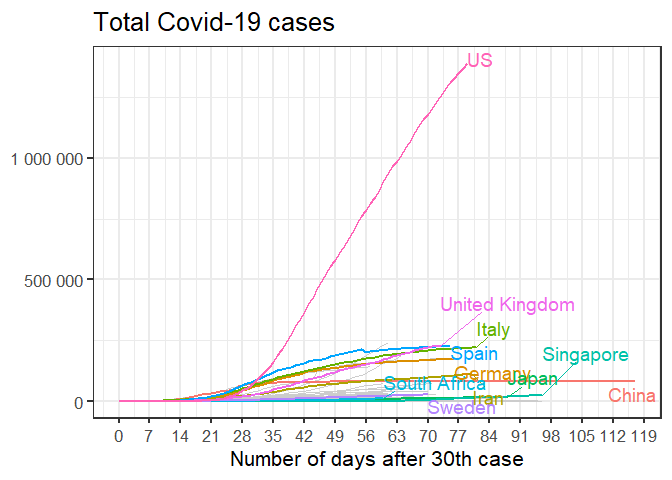 Total Covid-19 cases
US
1 000 000
500 000
0
United Kingdom
Italy
Spain
Singapore
Germany
Japan
South Africa
Iran
China
Sweden
0 7 14 21 28 35 42 49 56 63 70 77 84 91 98 105 112 119
Number of days after 30th case